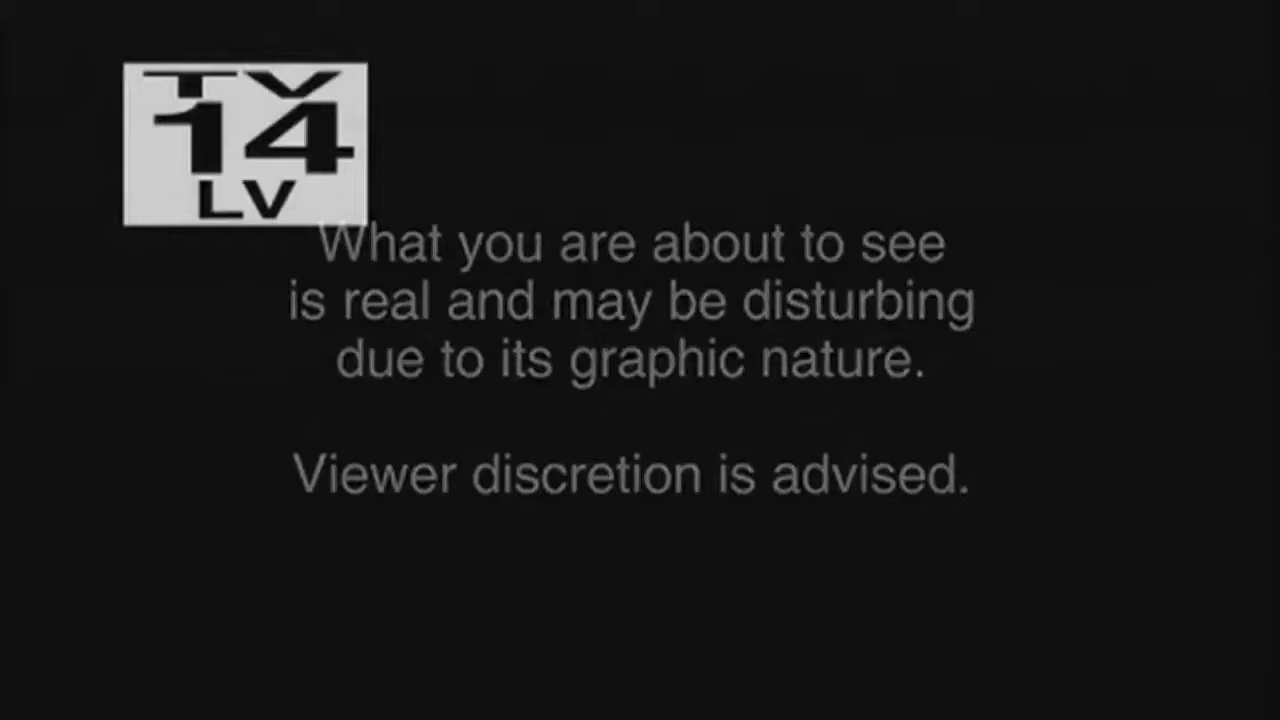 TV
14
LV
What you are about to see
is real and may be disturbing
due to its graphic nature.
Viewer discretion is advised.